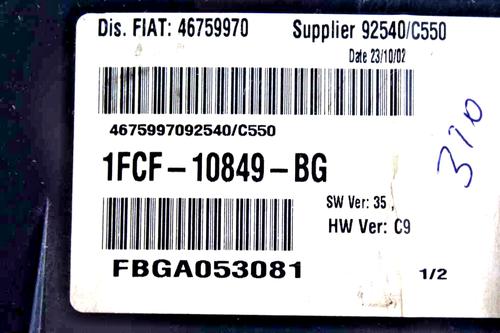 Dis. FIAT: 46759970 Supplier 92540/C550
Date 23/10/02
4675997092540/C550
1FCF-10849-BG
310
SW Ver: 35
HW Ver: C9
FBGA053081 1/2